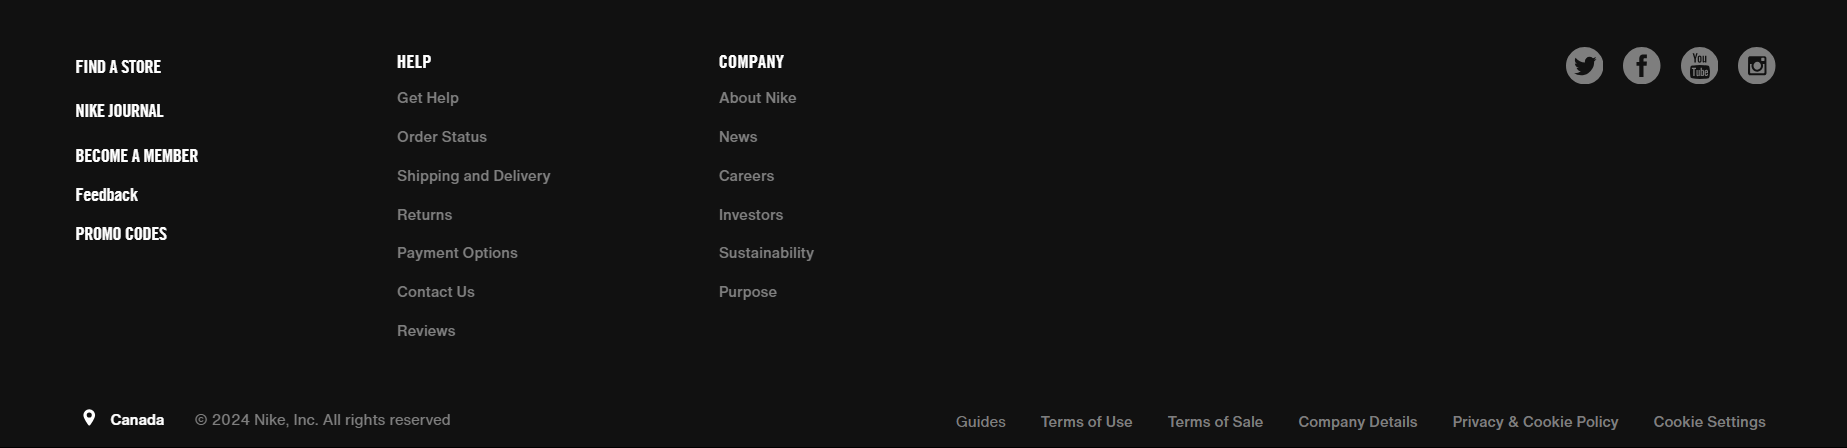 FIND A STORE
NIKE JOURNAL
BECOME A MEMBER
Feedback
PROMO CODES
HELP
Get Help
Order Status
Shipping and Delivery
Returns
Payment Options
Contact Us
Reviews
COMPANY
About Nike
News
Careers
Investors
Sustainability
Purpose
You
Tube
Canada © 2024 Nike, Inc. All rights reserved
Guides Terms of Use Terms of Sale Company Details Privacy & Cookie Policy Cookie Settings